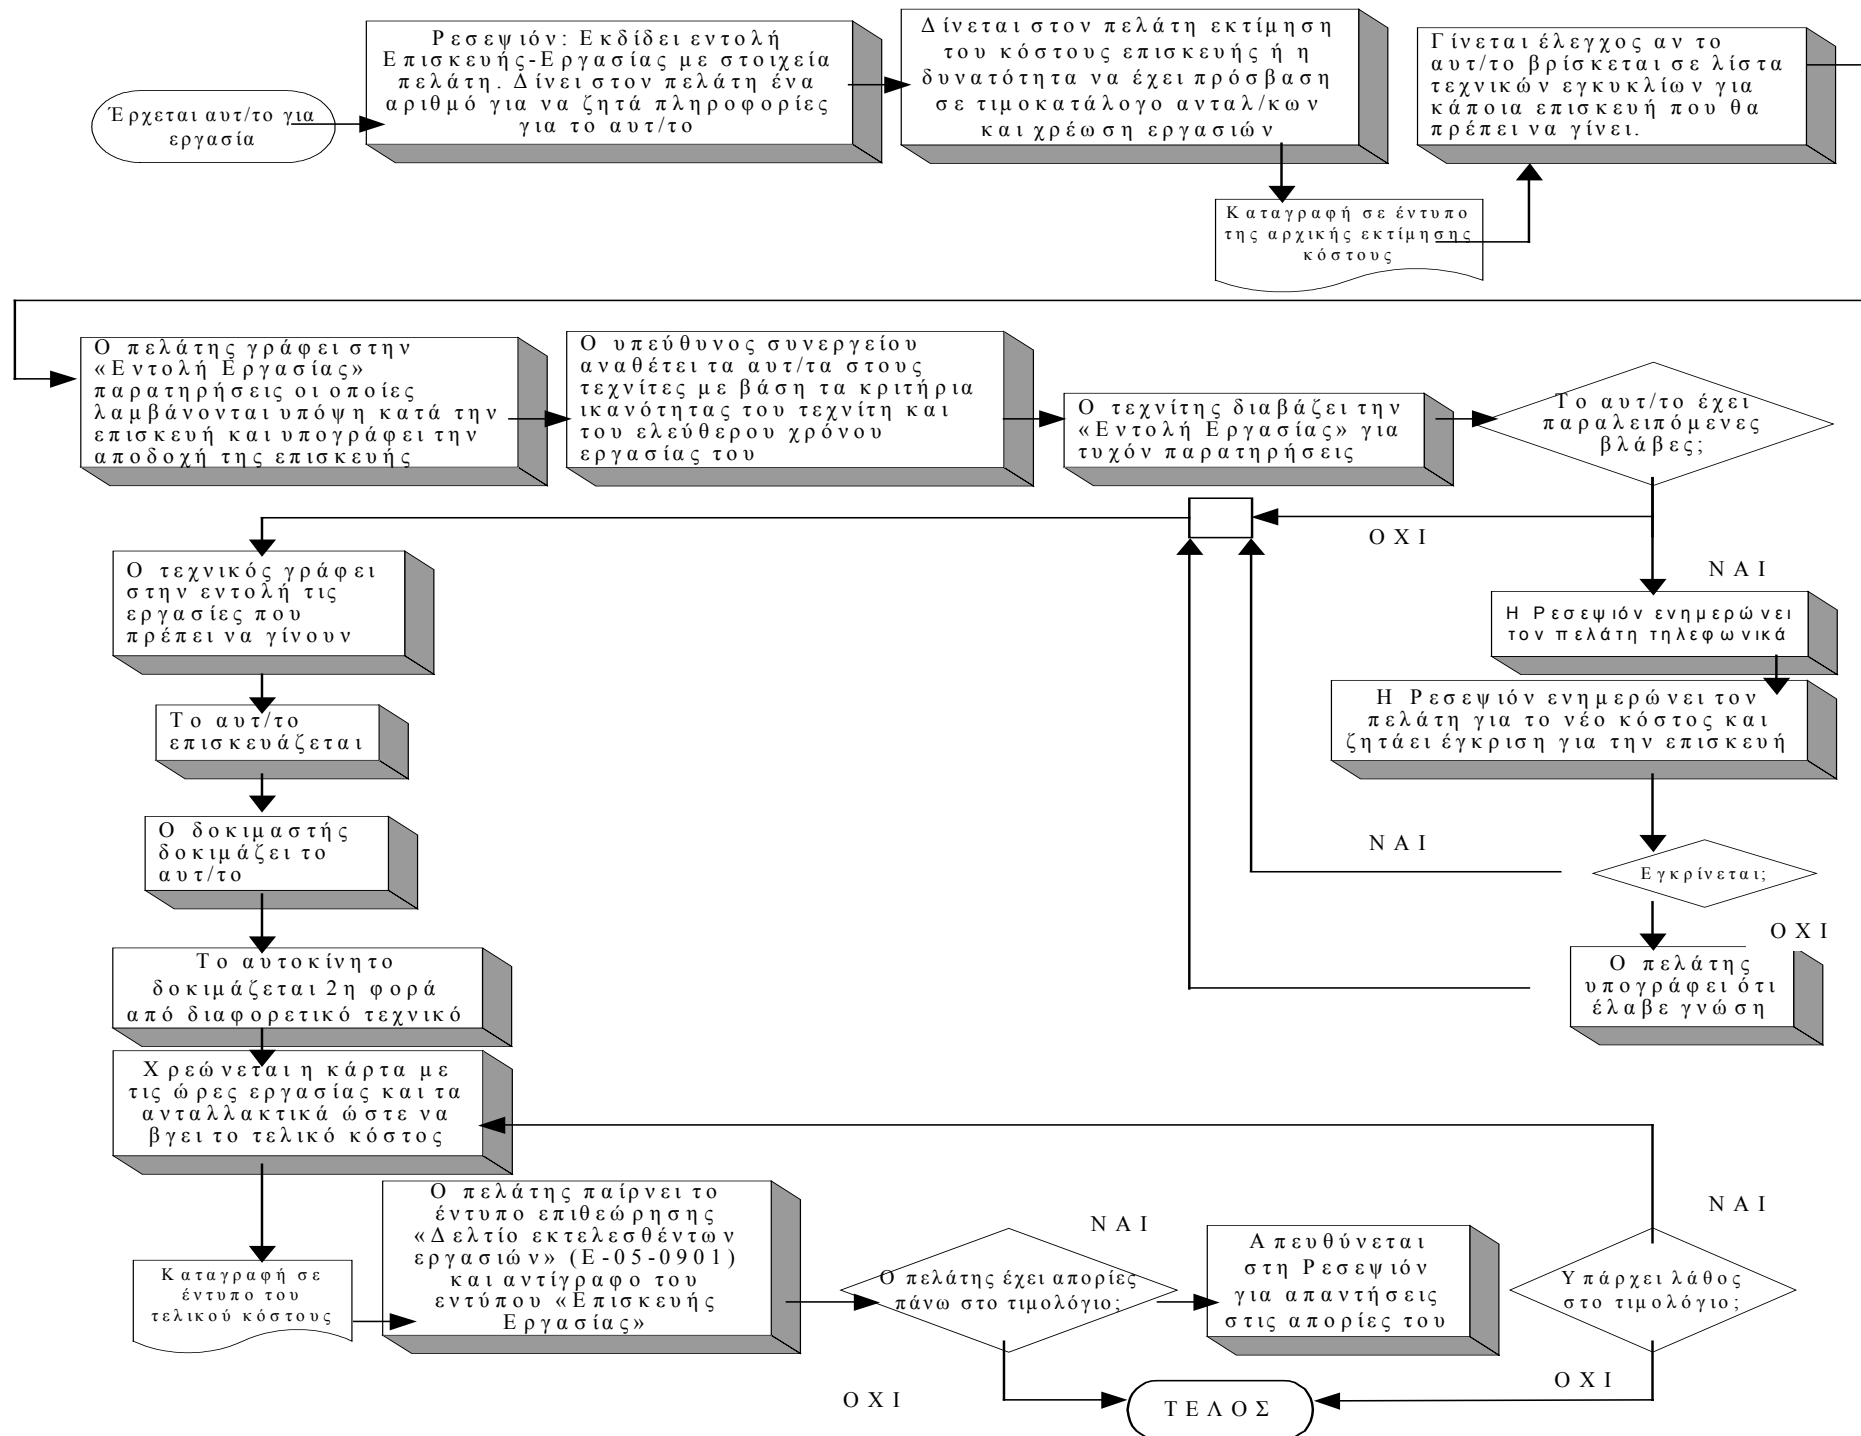 Έρχεται αυτ/το για
εργασία
Ρεσεψιόν: Εκδίδει εντολή
Επισκευής-Εργασίας με στοιχεία
πελάτη. Δίνει στον πελάτη ένα
αριθμό για να ζητά πληροφορίες
για το αυτ/το
Δίνεται στον πελάτη εκτίμηση
του κόστους επισκευής ή η
δυνατότητα να έχει πρόσβαση
σε τιμοκατάλογο ανταλ/κων
και χρέωση εργασιών
Γίνεται έλεγχος αν το
αυτ/το βρίσκεται σε λίστα
τεχνικών εγκυκλίων για
κάποια επισκευή που θα
πρέπει να γίνει.
Καταγραφή σε έντυπο
της αρχικής εκτίμησης
κόστους
Ο πελάτης γράφει στην
«Εντολή Εργασίας»
παρατηρήσεις οι οποίες
λαμβάνονται υπόψη κατά την
επισκευή και υπογράφει την
αποδοχή της επισκευής
Ο υπεύθυνος συνεργείου
αναθέτει τα αυτ/τα στους
τεχνίτες με βάση τα κριτήρια
ικανότητας του τεχνίτη και
του ελεύθερου χρόνου
εργασίας του
Ο τεχνίτης διαβάζει την
«Εντολή Εργασίας» για
τυχόν παρατηρήσεις
Το αυτ/το έχει
παραλειπόμενες
βλάβες;
ΟΧΙ
ΝΑΙ
Ο τεχνικός γράφει
στην εντολή τις
εργασίες που
πρέπει να γίνουν
Η Ρεσεψιόν ενημερώνει
τον πελάτη τηλεφωνικά
Η Ρεσεψιόν ενημερώνει τον
πελάτη για το νέο κόστος και
ζητάει έγκριση για την επισκευή
Το αυτ/το
επισκευάζεται
Ο δοκιμαστής
δοκιμάζει το
αυτ/το
ΝΑΙ
Εγκρίνεται;
ΟΧΙ
Ο πελάτης
υπογράφει ότι
έλαβε γνώση
Το αυτοκίνητο
δοκιμάζεται 2η φορά
από διαφορετικό τεχνικό
Χρεώνεται η κάρτα με
τις ώρες εργασίας και τα
ανταλλακτικά ώστε να
βγει το τελικό κόστος
Καταγραφή σε
έντυπο του
τελικού κόστους
Ο πελάτης παίρνει το
έντυπο επιθεώρησης
«Δελτίο εκτελεσθέντων
εργασιών» (Ε-05-0901)
και αντίγραφο του
εντύπου «Επισκευής
Εργασίας»
Ο πελάτης έχει απορίες
πάνω στο τιμολόγιο;
ΝΑΙ
Απευθύνεται
στη Ρεσεψιόν
για απαντήσεις
στις απορίες του
ΝΑΙ
Υπάρχει λάθος
στο τιμολόγιο;
ΟΧΙ
ΟΧΙ
ΤΕΛΟΣ